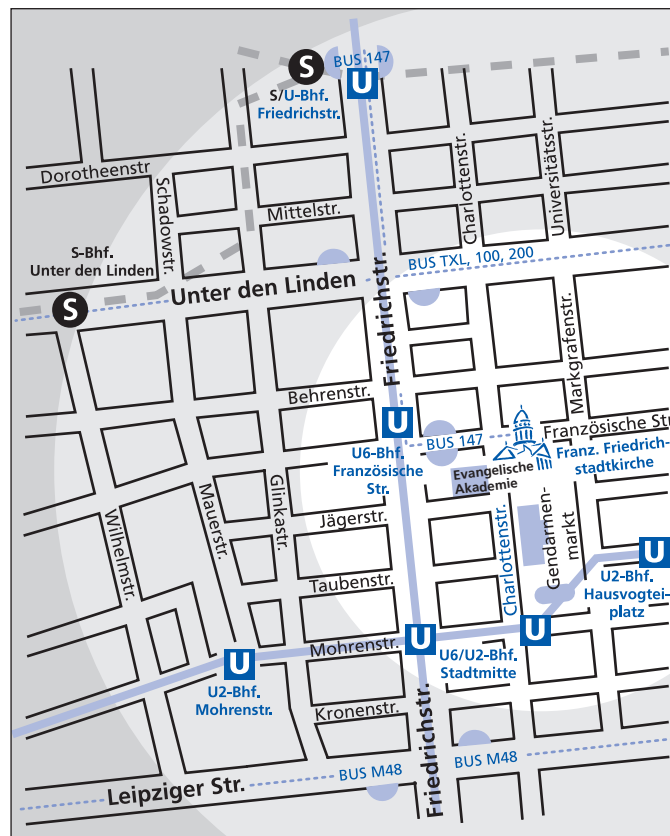 BUS 147
S
U
S/U-Bhf.
Friedrichstr.
Dorotheenstr
Schadowstr.
Mittelstr.
Charlottenstr.
Universitätsstr.
S-Bhf.
Unter den Linden
S
Unter den Linden
BUS TXL, 100, 200
Friedrichstr.
Markgrafenstr.
Behrenstr.
U
U6-Bhf.
Französische
Str.
BUS 147
Französische Str
Franz. Friedrich-
stadtkirche
Evangelische
Akademie
Wilhelmstr.
Mauerstr.
Glinkastr.
Jägerstr.
Charlottenstr.
Gendarmen-
markt
Taubenstr.
U
U2-Bhf.
Hausvogtei-
platz
Mohrenstr.
U
U
U
U2-Bhf.
Mohrenstr.
U6/U2-Bhf.
Stadtmitte
Kronenstr.
Friedrichstr.
BUS M48
BUS M48
Leipziger Str.